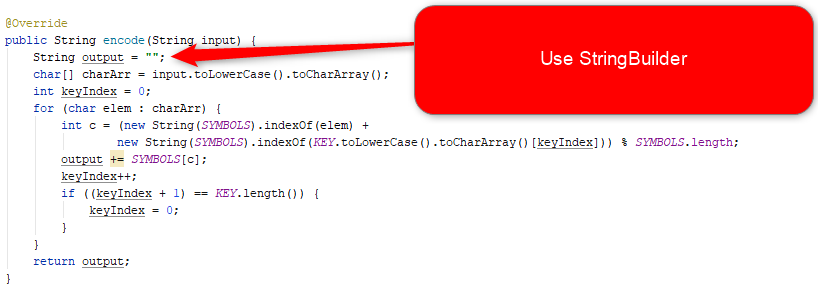 @Override
public String encode(String input) {
    String output = "";
    char[] charArr = input.toLowerCase().toCharArray();
    int keyIndex = 0;
    for (char elem : charArr) {
        int c = (new String(SYMBOLS).indexOf(elem) +
                new String(SYMBOLS).indexOf(KEY.toLowerCase().toCharArray()[keyIndex])) % SYMBOLS.length;
        output += SYMBOLS[c];
        keyIndex++;
        if ((keyIndex + 1) == KEY.length()) {
            keyIndex = 0;
        }
    }
    return output;
}
Use StringBuilder